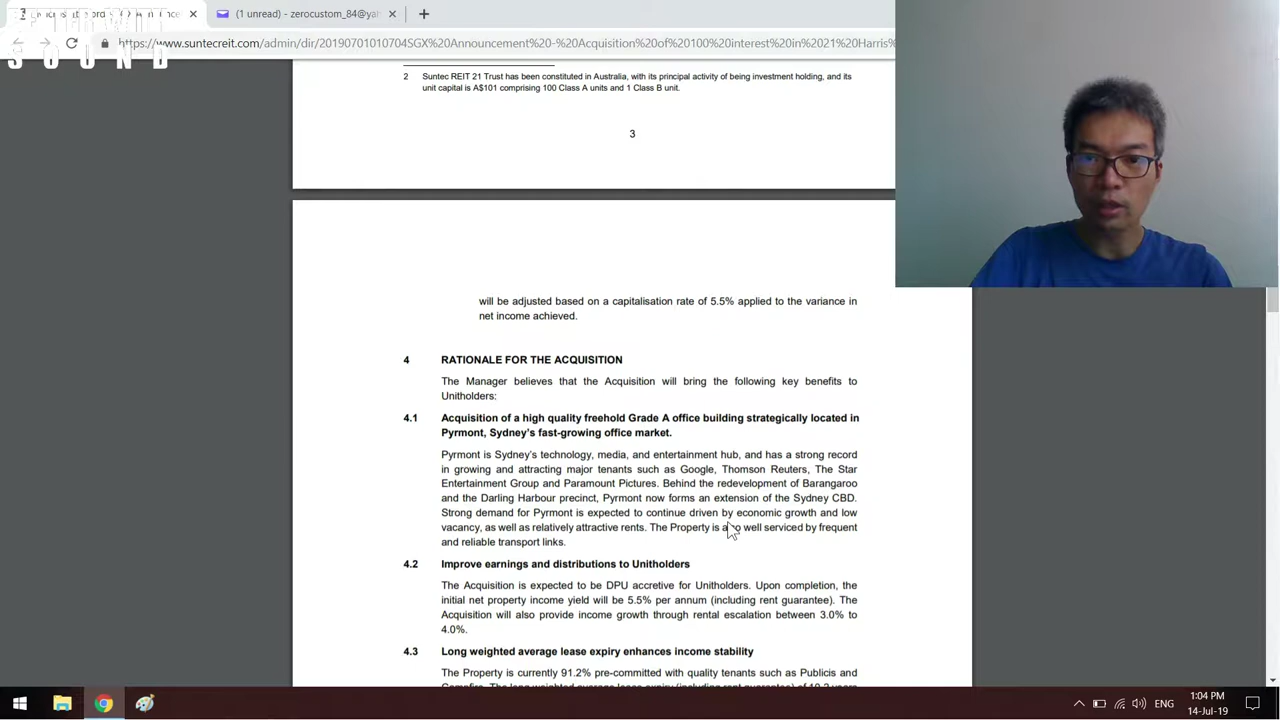 (1 unread) - zerocustom_84@yah
https://www.suntecreit.com/admin/dir/20190701010704SGX%20Announcement%20-%20Acquisition%20of%20100%20interest%20in%2021%20Harris
SOUND
2 Suntec REIT 21 Trust has been constituted in Australia, with its principal activity of being investment holding, and its
unit capital is A$101 comprising 100 Class A units and 1 Class B unit.
3
will be adjusted based on a capitalisation rate of 5.5% applied to the variance in
net income achieved.
4 RATIONALE FOR THE ACQUISITION
The Manager believes that the Acquisition will bring the following key benefits to
Unitholders:
4.1 Acquisition of a high quality freehold Grade A office building strategically located in
Pyrmont, Sydney's fast-growing office market.
Pyrmont is Sydney's technology, media, and entertainment hub, and has a strong record
in growing and attracting major tenants such as Google, Thomson Reuters, The Star
Entertainment Group and Paramount Pictures. Behind the redevelopment of Barangaroo
and the Darling Harbour precinct, Pyrmont now forms an extension of the Sydney CBD.
Strong demand for Pyrmont is expected to continue driven by economic growth and low
vacancy, as well as relatively attractive rents. The Property is also well serviced by frequent
and reliable transport links.
4.2 Improve earnings and distributions to Unitholders
The Acquisition is expected to be DPU accretive for Unitholders. Upon completion, the
initial net property income yield will be 5.5% per annum (including rent guarantee). The
Acquisition will also provide income growth through rental escalation between 3.0% to
4.0%.
4.3 Long weighted average lease expiry enhances income stability
The Property is currently 91.2% pre-committed with quality tenants such as Publicis and
ENG
1:04 PM
14-Jul-19